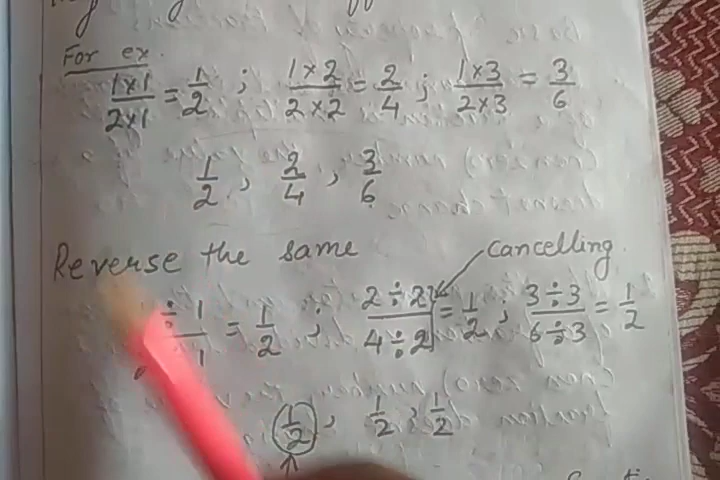 For ex.
1×1/2×1 = 1/2 ; 1×2/2×2 = 2/4 ; 1×3/2×3 = 3/6
1/2 , 2/4 , 3/6
Reverse the same cancelling.
÷ 1/ 1 = 1/2 ; 2÷2/4÷2 = 1/2 ; 3÷3/6÷3 = 1/2
1/2 , 1/2 , 1/2